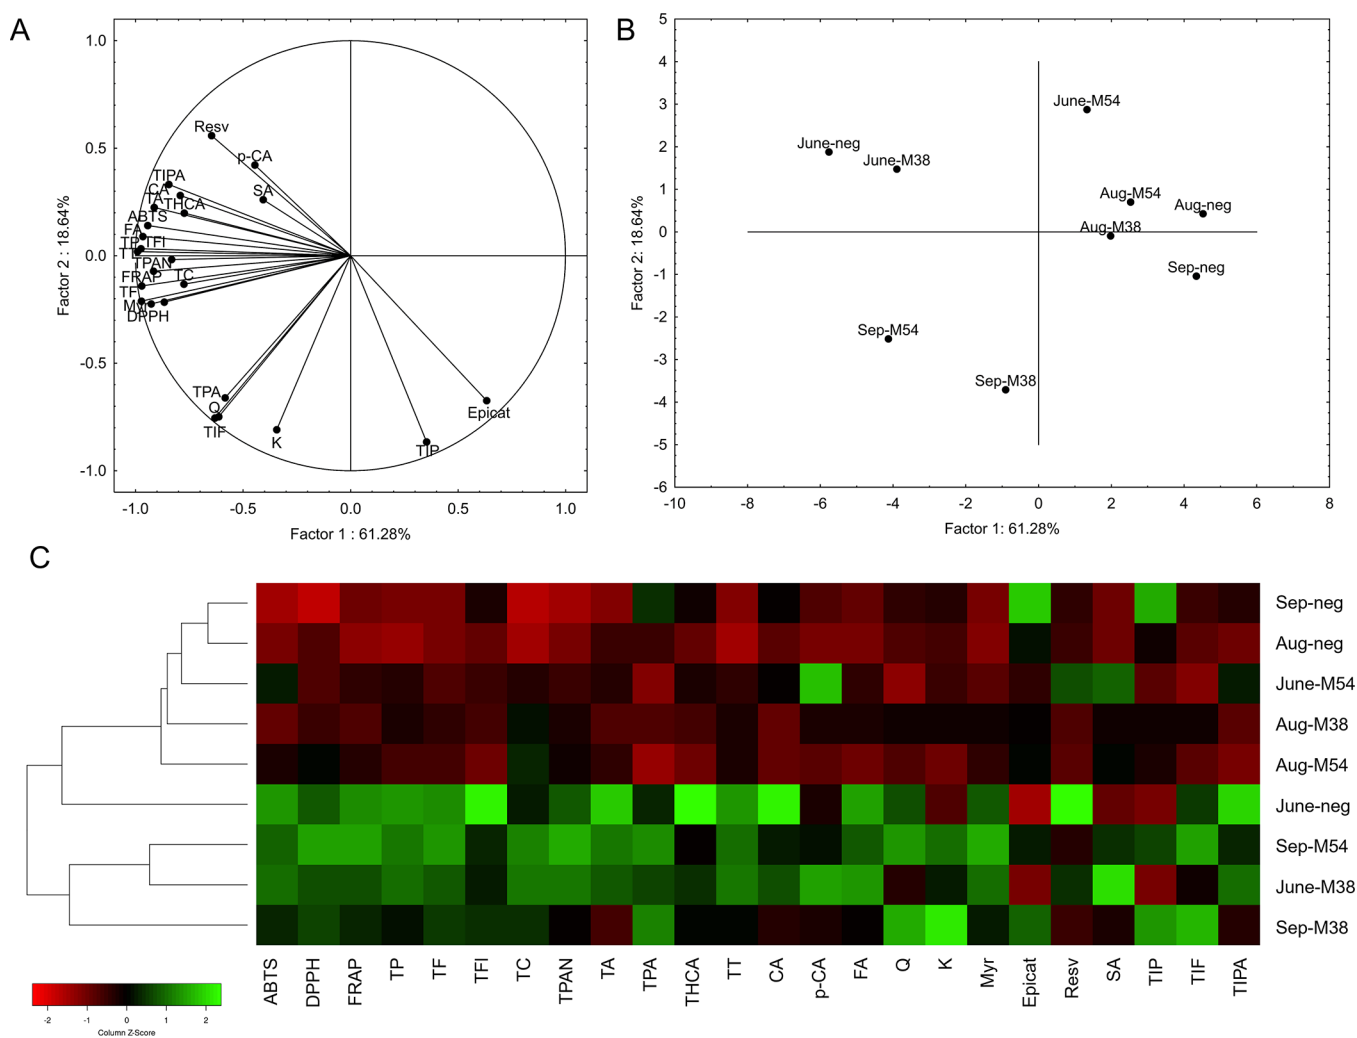 A
1.0
0.5
0.0
-0.5
-1.0
Factor 2 : 18.64%
Resv
p-CA
TIPA
CA
SA
TA
THCA
ABTS
FA
TP
TFI
TT
TPAN
FRAP
TC
TF
DPPH
TPA
Q
TIF
K
TIP
Epicat
-1.0 -0.5 0.0 0.5 1.0
Factor 1 : 61.28%
B
5
4
3
2
1
0
-1
-2
-3
-4
-5
-6
Factor 2: 18.64%
June-M54
June-neg
June-M38
Aug-M54
Aug-neg
Aug-M38
Sep-neg
Sep-M54
Sep-M38
-10 -8 -6 -4 -2 0 2 4 6 8
Factor 1: 61.28%
C
Sep-neg
Aug-neg
June-M54
Aug-M38
Aug-M54
June-neg
Sep-M54
June-M38
Sep-M38
ABTS DPPH FRAP TP TF TFI TC TPAN TA TPA THCA TT CA p-CA FA Q K Myr Epicat Resv SA TIP TIF TIPA
-2 -1 0 1 2
Column Z-Score